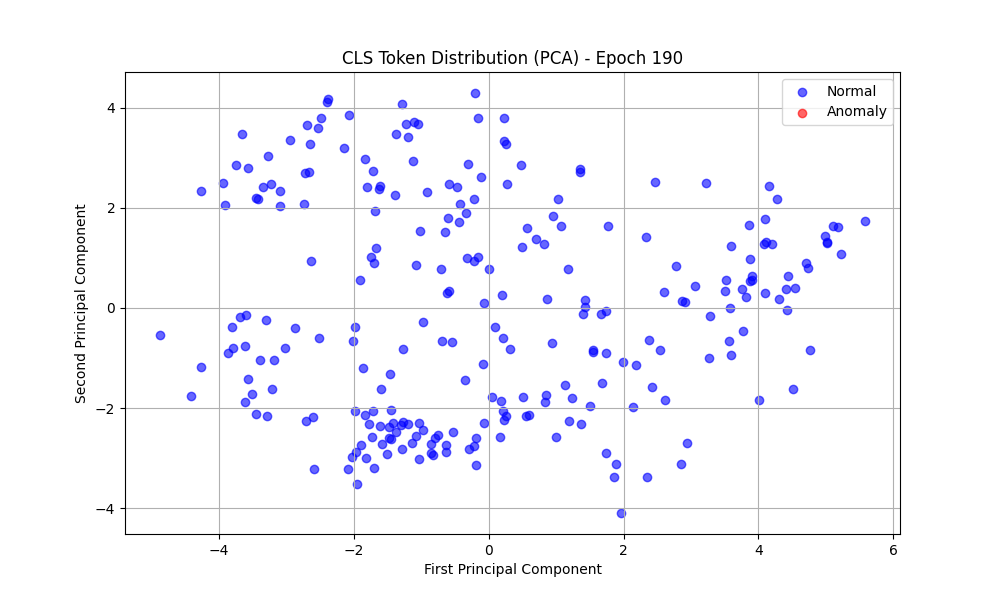 CLS Token Distribution (PCA) - Epoch 190
Normal
Anomaly
4
2
0
−2
−4
Second Principal Component
−4 −2 0 2 4 6
First Principal Component